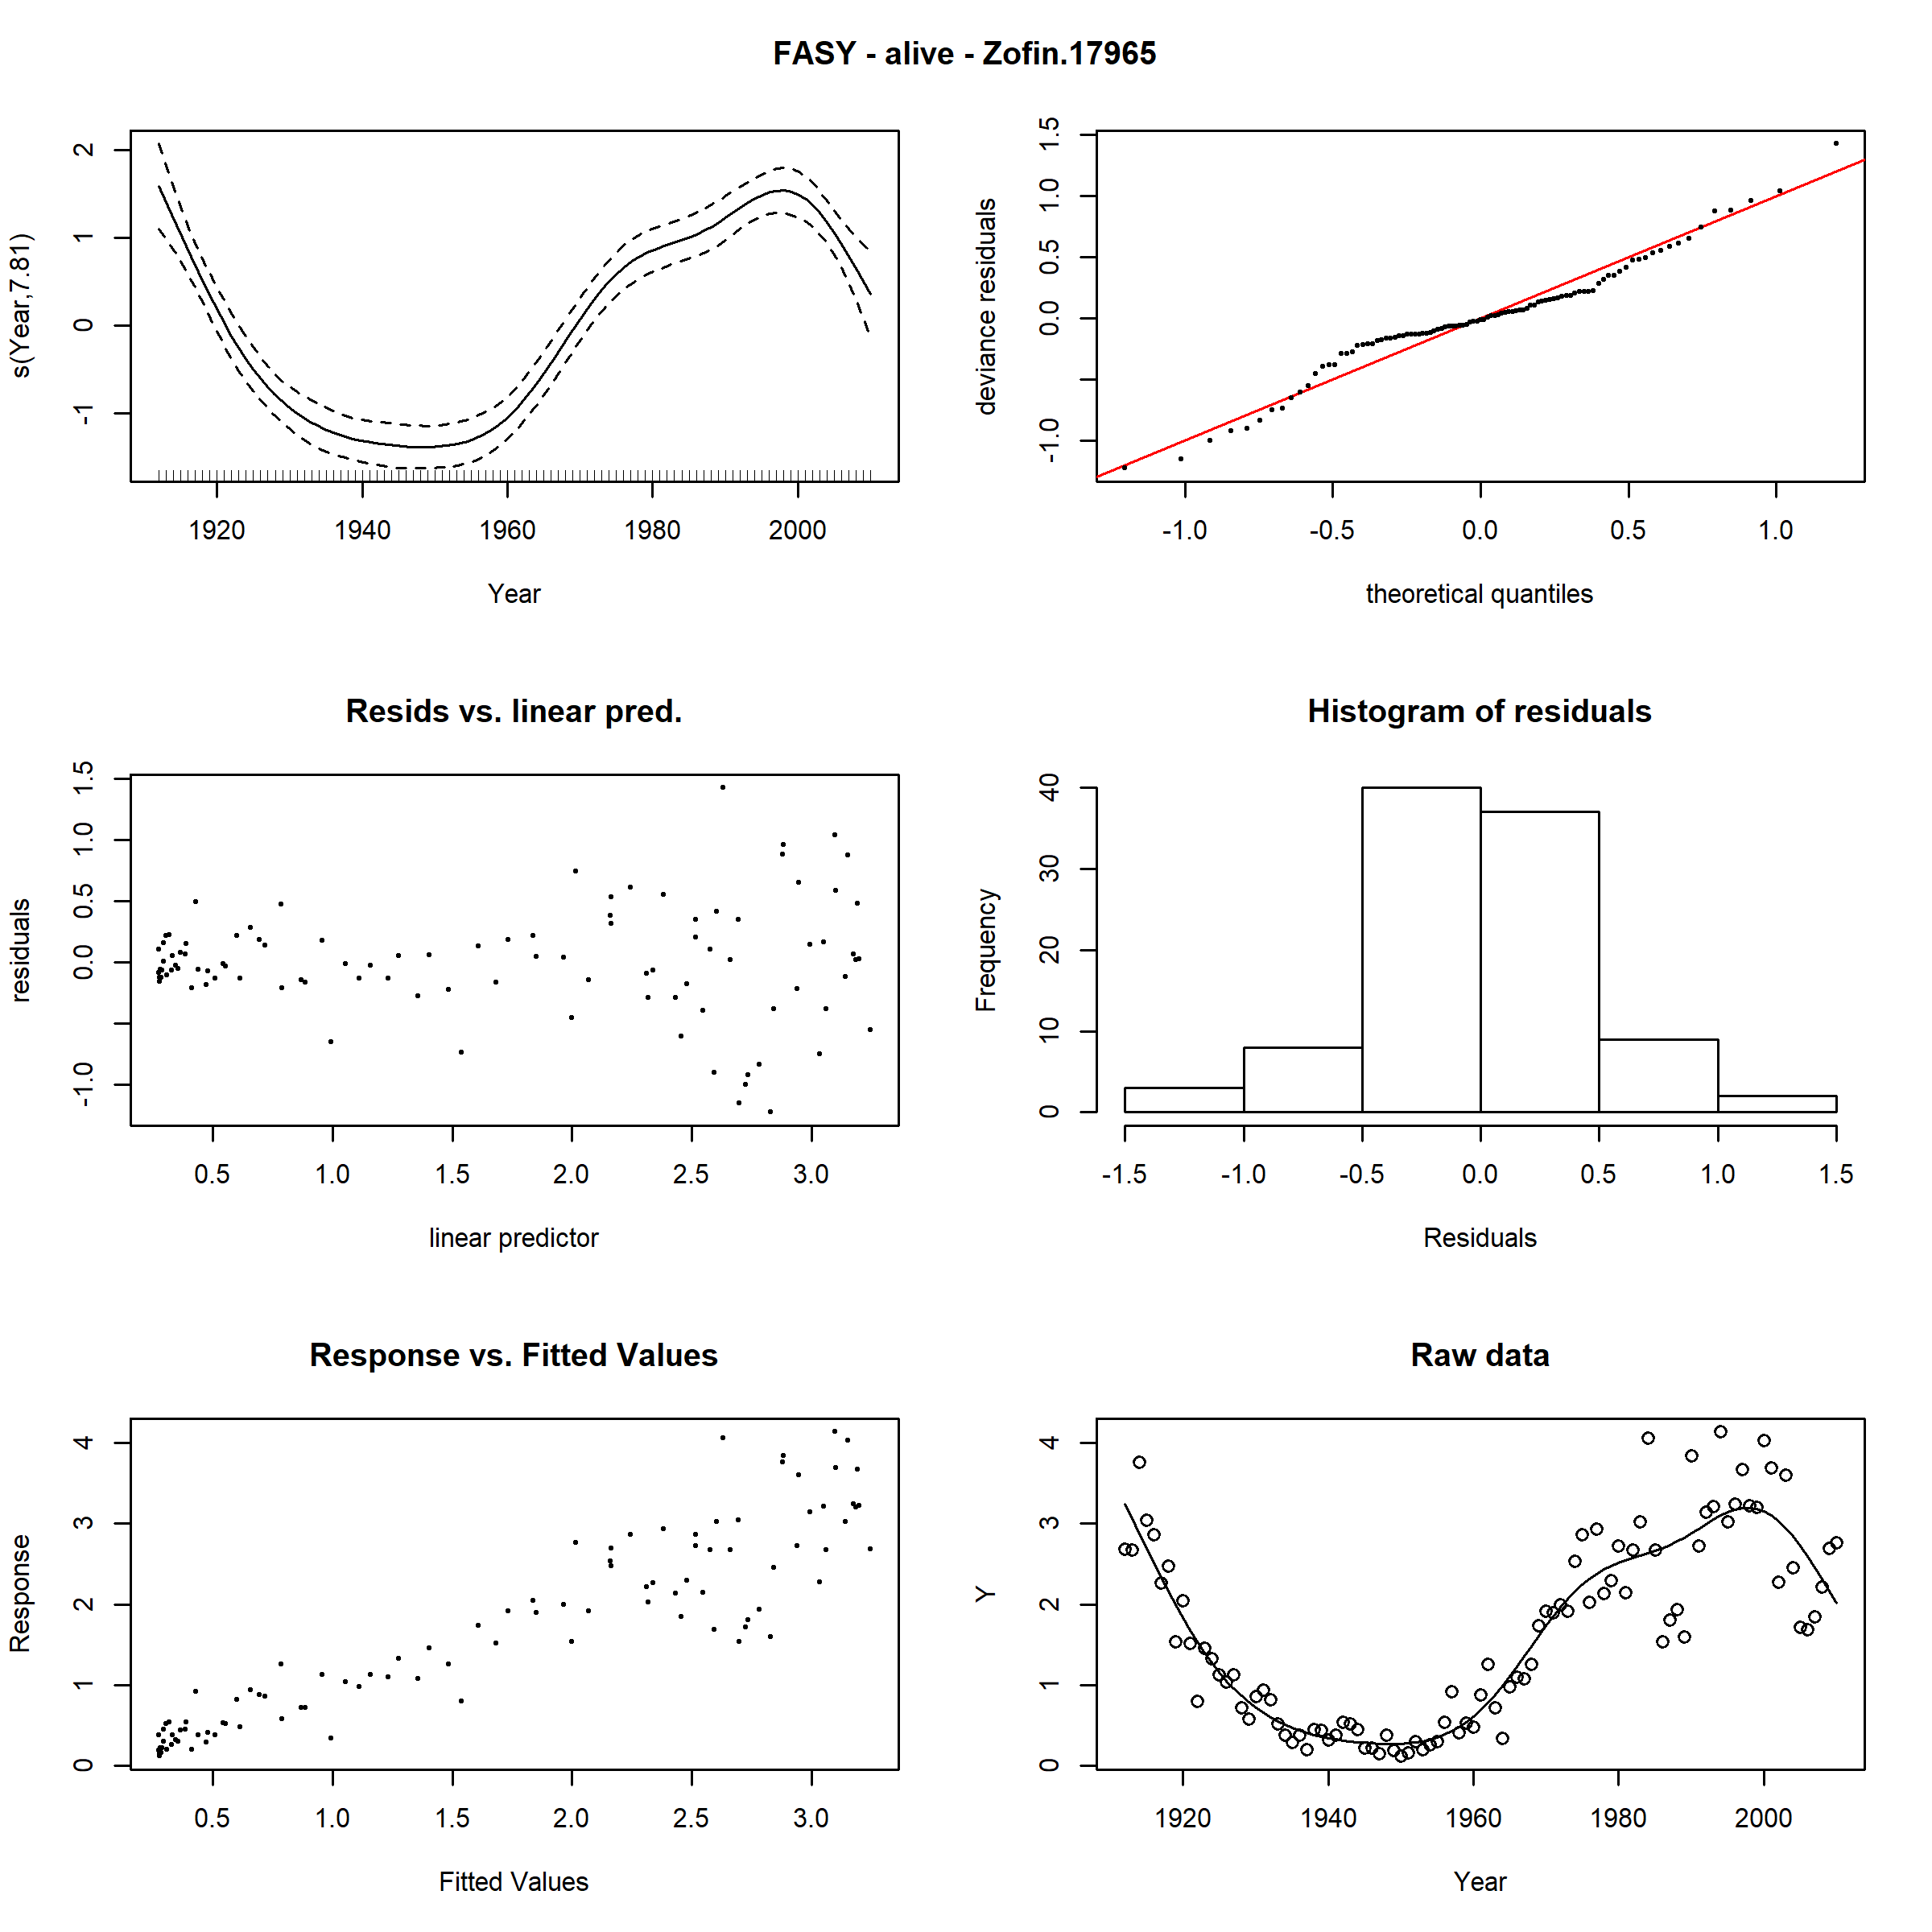 FASY - alive - Zofin.17965
s(Year,7.81)
2
1
0
-1
1920 1940 1960 1980 2000
Year
deviance residuals
1.5
1.0
0.5
0.0
-1.0
-1.0 -0.5 0.0 0.5 1.0
theoretical quantiles
Resids vs. linear pred.
residuals
1.5
1.0
0.5
0.0
-1.0
0.5 1.0 1.5 2.0 2.5 3.0
linear predictor
Histogram of residuals
Frequency
40
30
20
10
0
-1.5 -1.0 -0.5 0.0 0.5 1.0 1.5
Residuals
Response vs. Fitted Values
Response
4
3
2
1
0
0.5 1.0 1.5 2.0 2.5 3.0
Fitted Values
Raw data
Y
4
3
2
1
0
1920 1940 1960 1980 2000
Year